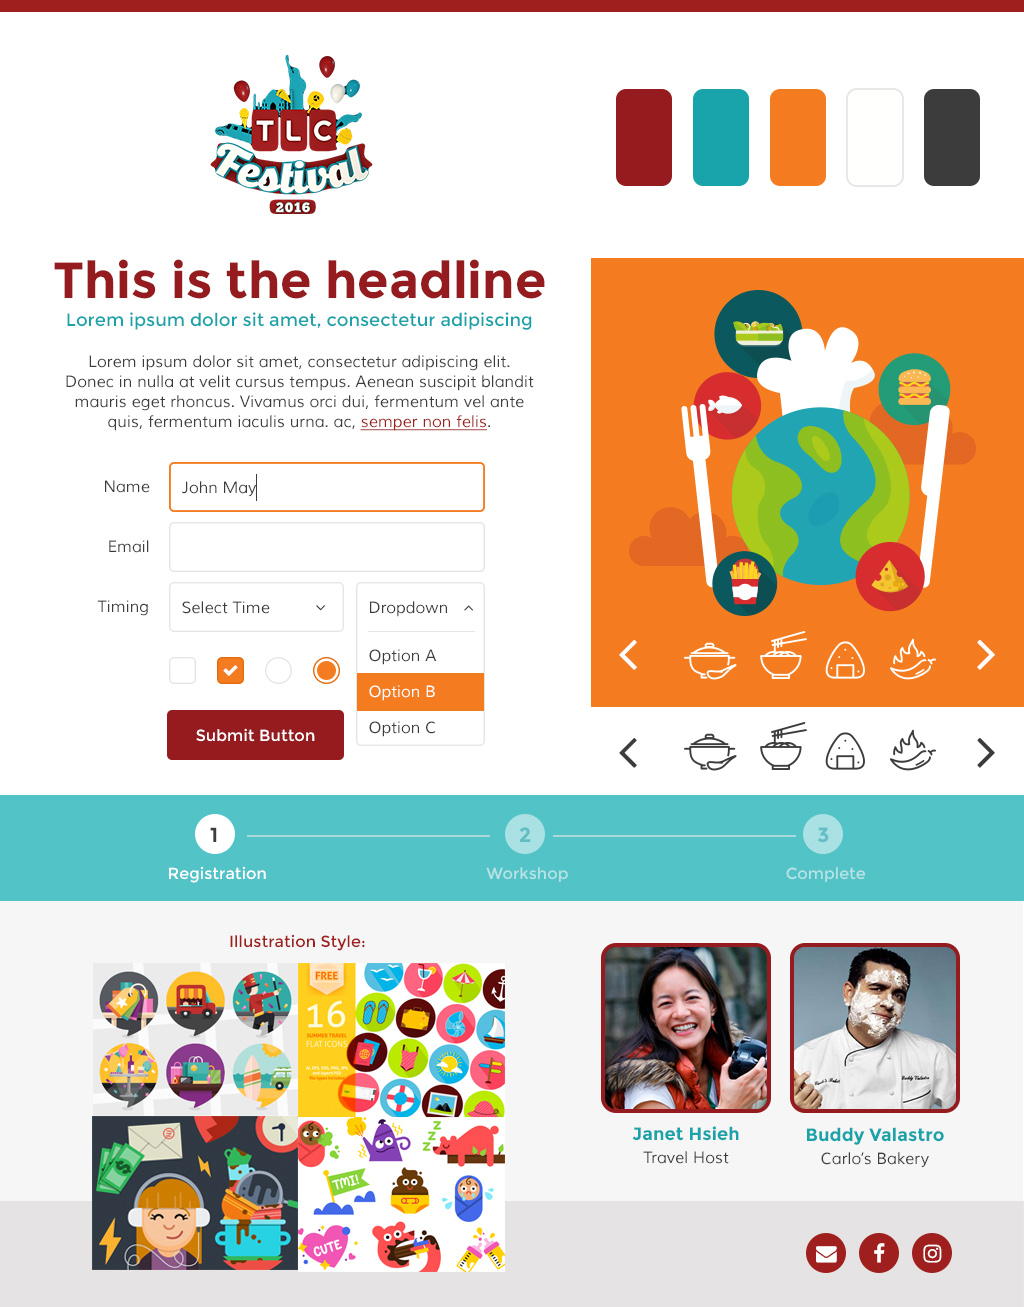 TLC
Festival
2016
This is the headline
Lorem ipsum dolor sit amet, consectetur adipiscing
Lorem ipsum dolor sit amet, consectetur adipiscing elit.
Donec in nulla at velit cursus tempus. Aenean suscipit blandit
mauris eget rhoncus. Vivamus orci dui, fermentum vel ante
quis, fermentum iaculis urna. ac, semper non felis.
Name
John May
Email
Timing
Select Time
Dropdown
Option A
Option B
Option C
Submit Button
1
2
3
Registration
Workshop
Complete
Illustration Style:
FREE
16
SUMMER TRAVEL
FLAT ICONS
TMI!
CUTE
Buddy Valastro
Janet Hsieh
Travel Host
Buddy Valastro
Carlo's Bakery